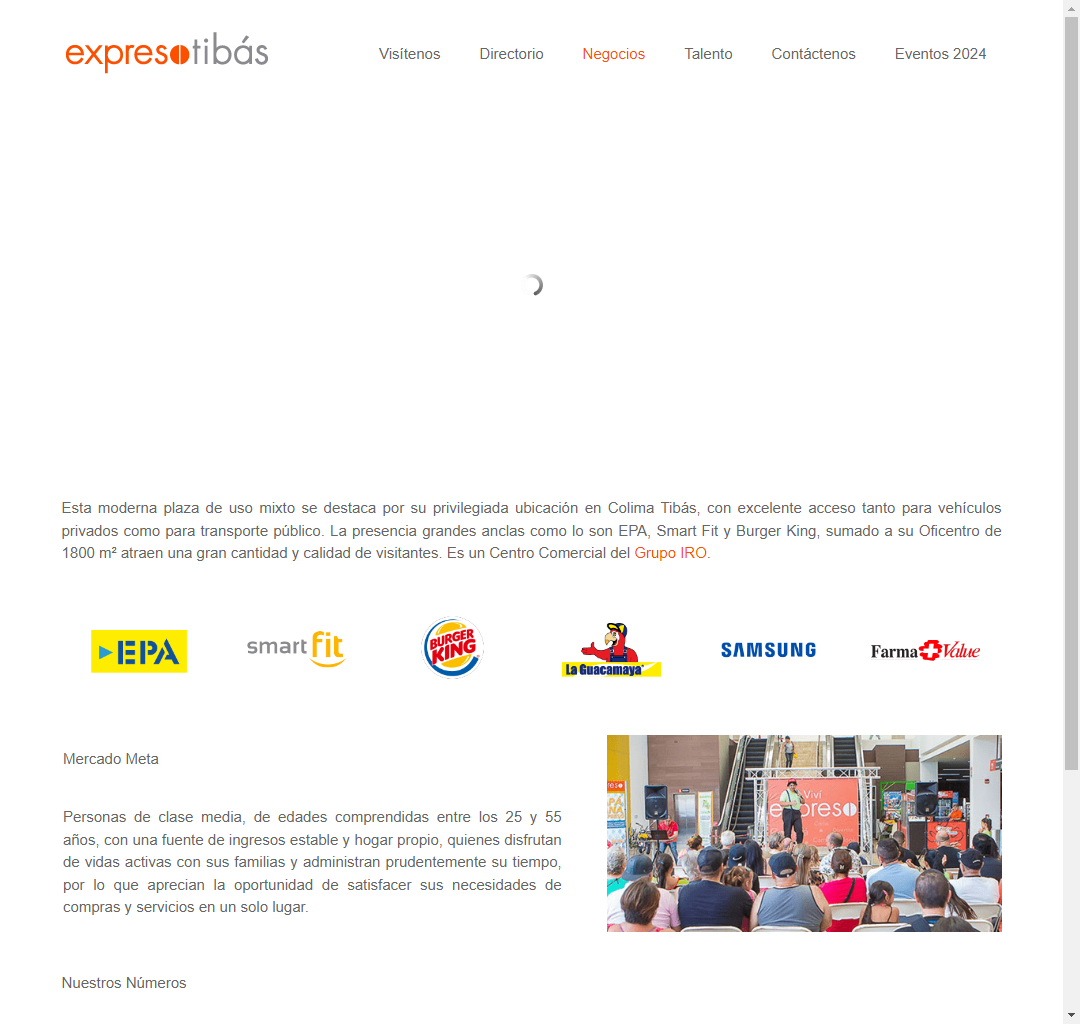 expresotibás
Visítenos Directorio Negocios Talento Contáctenos Eventos 2024
Esta moderna plaza de uso mixto se destaca por su privilegiada ubicación en Colima Tibás, con excelente acceso tanto para vehículos
privados como para transporte público. La presencia grandes anclas como lo son EPA, Smart Fit y Burger King, sumado a su Oficentro de
1800 m² atraen una gran cantidad y calidad de visitantes. Es un Centro Comercial del Grupo IRO.
EPA
smart fit
BURGER
KING
La Guacamaya
SAMSUNG
Farma Value
Mercado Meta
Personas de clase media, de edades comprendidas entre los 25 y 55
años, con una fuente de ingresos estable y hogar propio, quienes disfrutan
de vidas activas con sus familias y administran prudentemente su tiempo,
por lo que aprecian la oportunidad de satisfacer sus necesidades de
compras y servicios en un solo lugar.
Viví
expreso
Nuestros Números